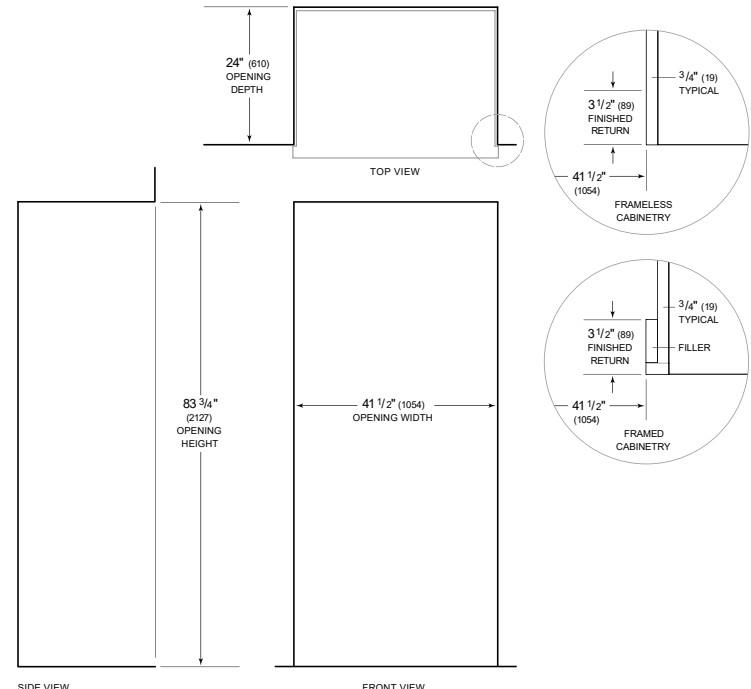 24" (610)
OPENING
DEPTH
TOP VIEW
3/4" (19)
TYPICAL
3 1/2" (89)
FINISHED
RETURN
41 1/2"
(1054)
FRAMELESS
CABINETRY
3/4" (19)
TYPICAL
3 1/2" (89)
FINISHED
RETURN
FILLER
41 1/2"
(1054)
FRAMED
CABINETRY
83 3/4"
(2127)
OPENING
HEIGHT
41 1/2" (1054)
OPENING WIDTH
SIDE VIEW
FRONT VIEW